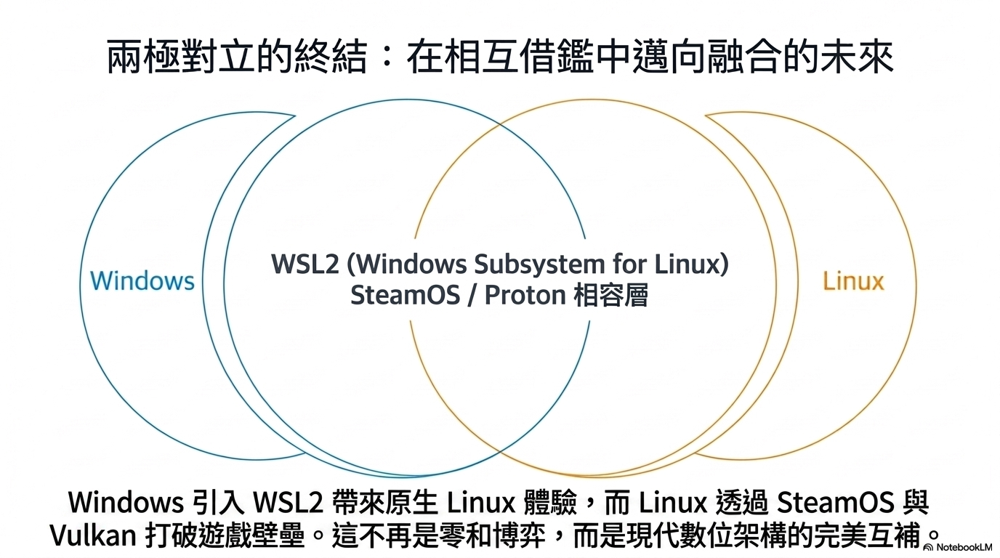 兩極對立的終結：在相互借鑑中邁向融合的未來
Windows
WSL2 (Windows Subsystem for Linux)
SteamOS / Proton 相容層
Linux
Windows 引入 WSL2 帶來原生 Linux 體驗，而 Linux 透過 SteamOS 與
Vulkan 打破遊戲壁壘。這不再是零和博弈，而是現代數位架構的完美互補。
NotebookLM